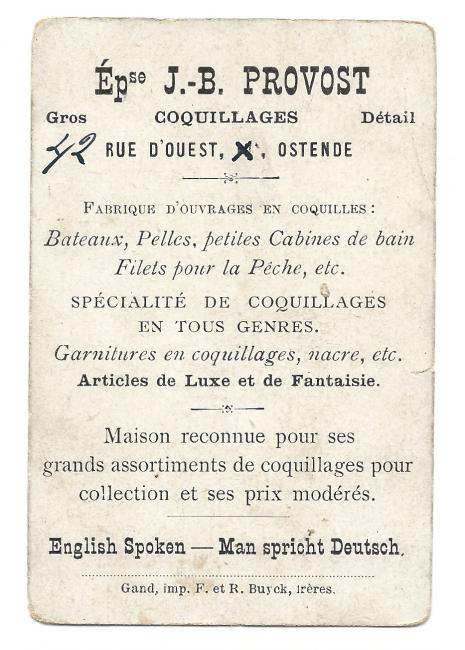 Épse J.-B. PROVOST
Gros COQUILLAGES Détail
42 RUE D'OUEST, , OSTENDE
FABRIQUE D'OUVRAGES EN COQUILLES :
Bateaux, Pelles, petites Cabines de bain
Filets pour la Pêche, etc.
SPÉCIALITÉ DE COQUILLAGES
EN TOUS GENRES.
Garnitures en coquillages, nacre, etc.
Articles de Luxe et de Fantaisie.
Maison reconnue pour ses
grands assortiments de coquillages pour
collection et ses prix modérés.
English Spoken — Man spricht Deutsch.
Gand, imp. F. et R. Buyck, frères.